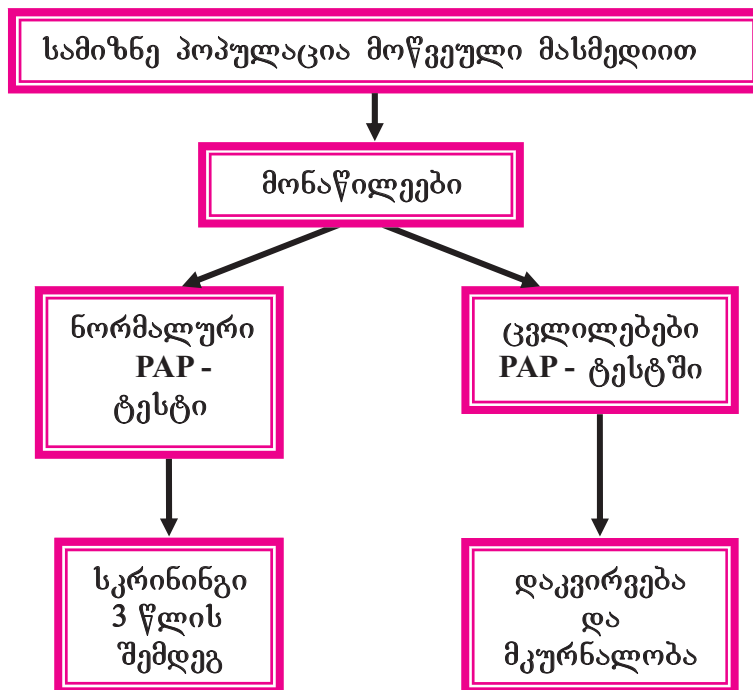 სამიზნე პოპულაცია მოწვეული მასმედიით
მონაწილეები
ნორმალური
PAP -
ტესტი
ცვლილებები
PAP - ტესტში
სკრინინგი
3 წლის
შემდეგ
დაკვირვება
და
მკურნალობა